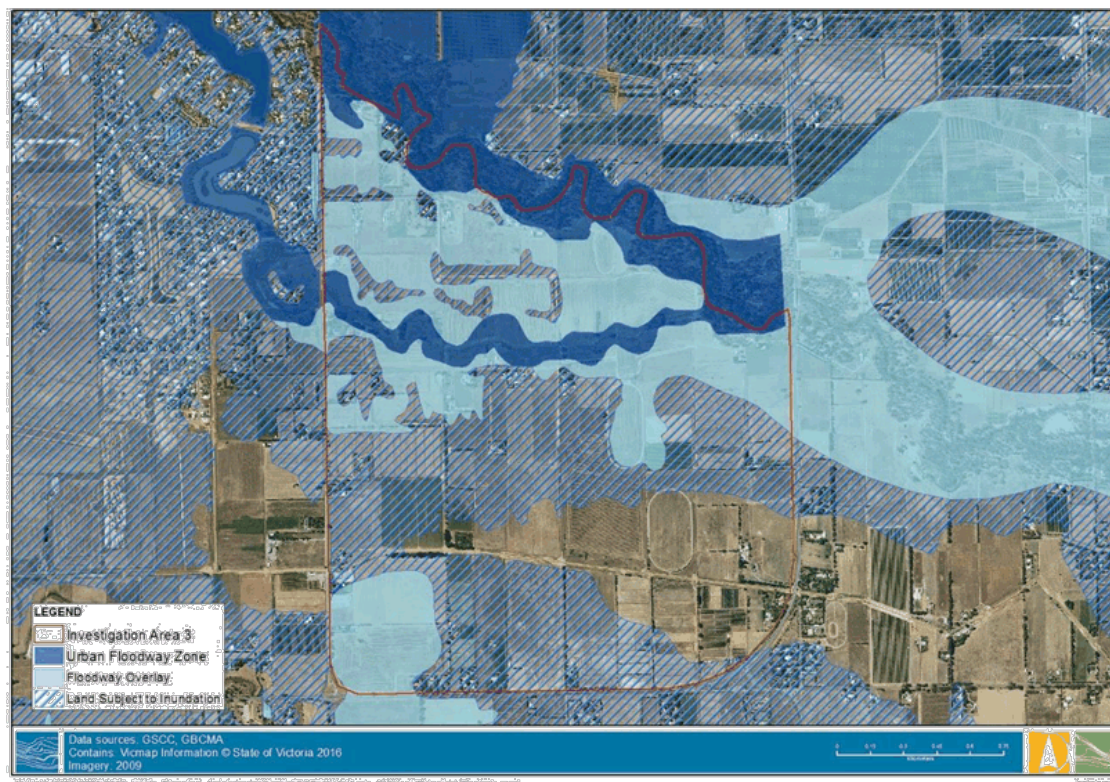 LEGEND
Investigation Area 3
Urban Floodway Zone
Floodway Overlay
Land Subject to Inundation
Data sources: GSCC, GBCMA
Contains: Vicmap Information © State of Victoria 2016
Imagery: 2009